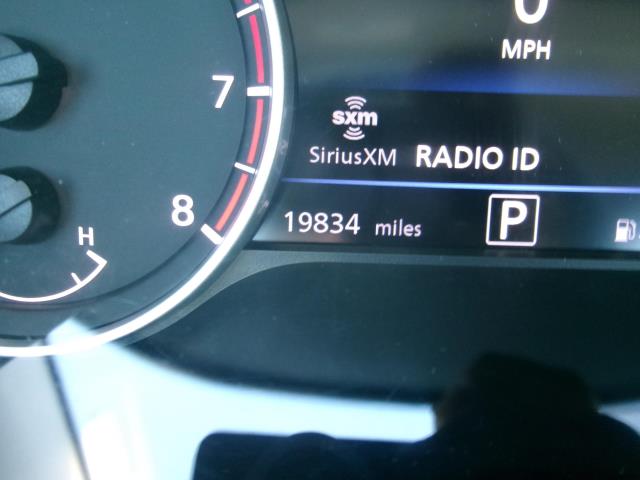 0
MPH
7
sxm
SiriusXM RADIO ID
8
19834 miles P
H